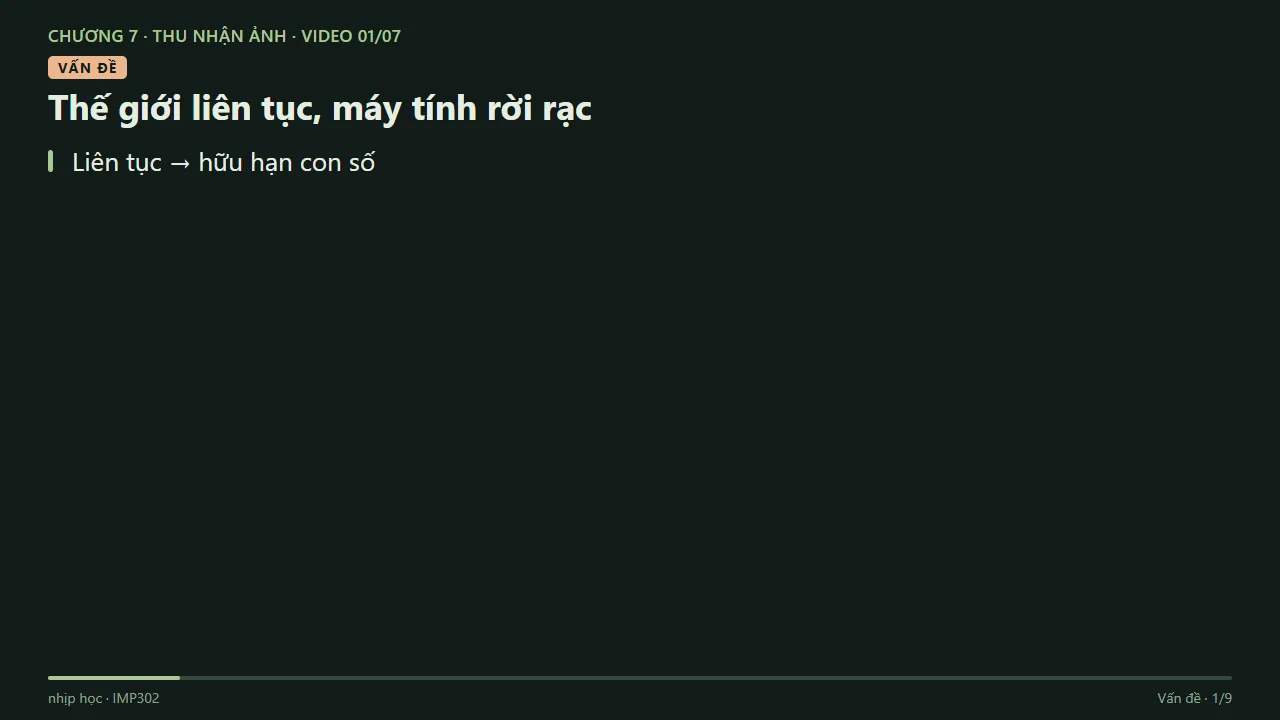 CHƯƠNG 7 · THU NHẬN ẢNH · VIDEO 01/07
VẤN ĐỀ
Thế giới liên tục, máy tính rời rạc
Liên tục → hữu hạn con số
nhịp học · IMP302
Vấn đề · 1/9